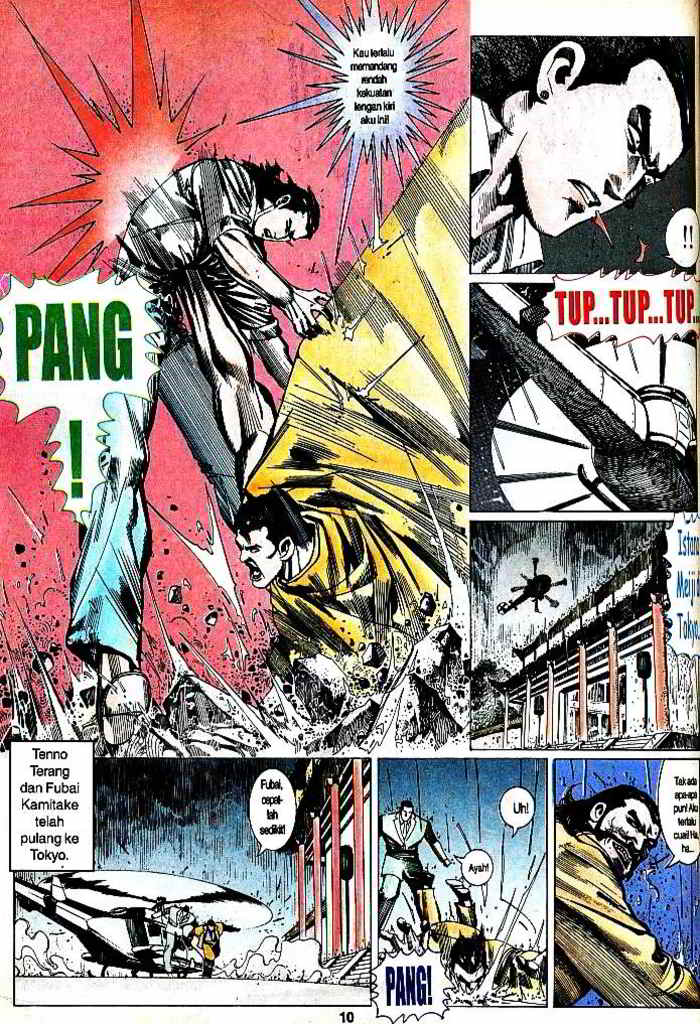 Kau terlalu
memandang
rendah
kekuatan
lengan kiri
aku ini!
PANG
!
!!
TUP...TUP...TUP...
Istana
Meiji
Tokyo
Tenno
Terang
dan Fubai
Kamitake
telah
pulang ke
Tokyo.
Fubai,
cepat-
lah
sedikit!
Uh!
Ayah!
PANG!
Tak ada
apa-apa
pun! Aku
terlalu
cuai! Ha,
ha...
10